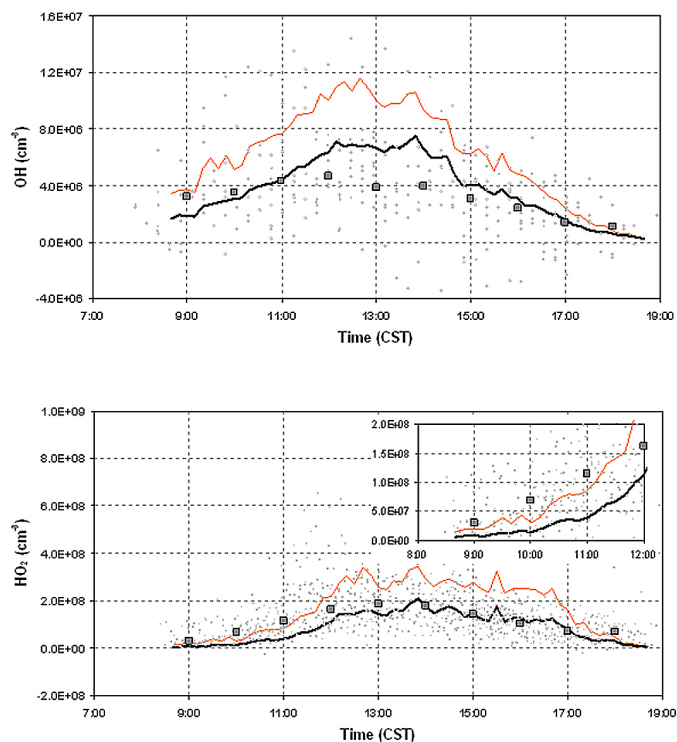 1.6E+07
1.2E+07
8.0E+06
4.0E+06
0.0E+00
-4.0E+06
OH (cm-3)
7:00 9:00 11:00 13:00 15:00 17:00 19:00
Time (CST)
1.0E+09
8.0E+08
6.0E+08
4.0E+08
2.0E+08
0.0E+00
-2.0E+08
HO2 (cm-3)
2.0E+08
1.5E+08
1.0E+08
5.0E+07
0.0E+00
8:00 9:00 10:00 11:00 12:00
7:00 9:00 11:00 13:00 15:00 17:00 19:00
Time (CST)